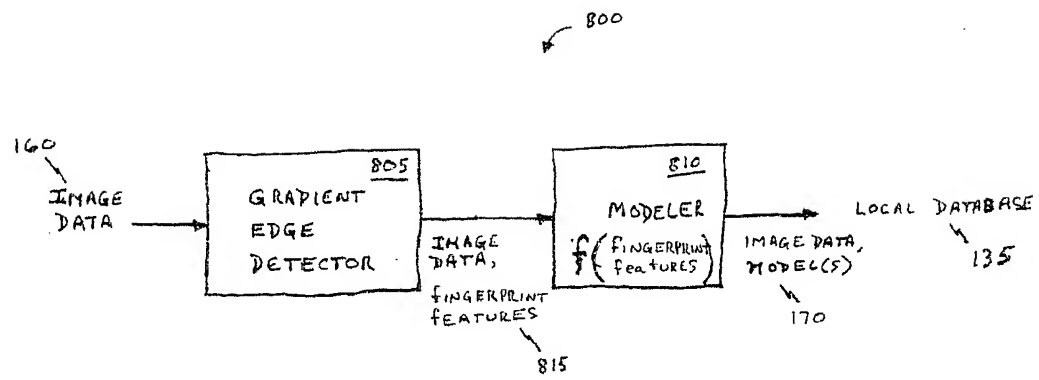 800
160
IMAGE
DATA
805
GRADIENT
EDGE
DETECTOR
IMAGE
DATA,
fINGERPRINT
fEATURES
815
810
MODELER
f(fINGERPRINT
features)
IMAGE DATA,
MODEL(S)
170
LOCAL DATABASE
135